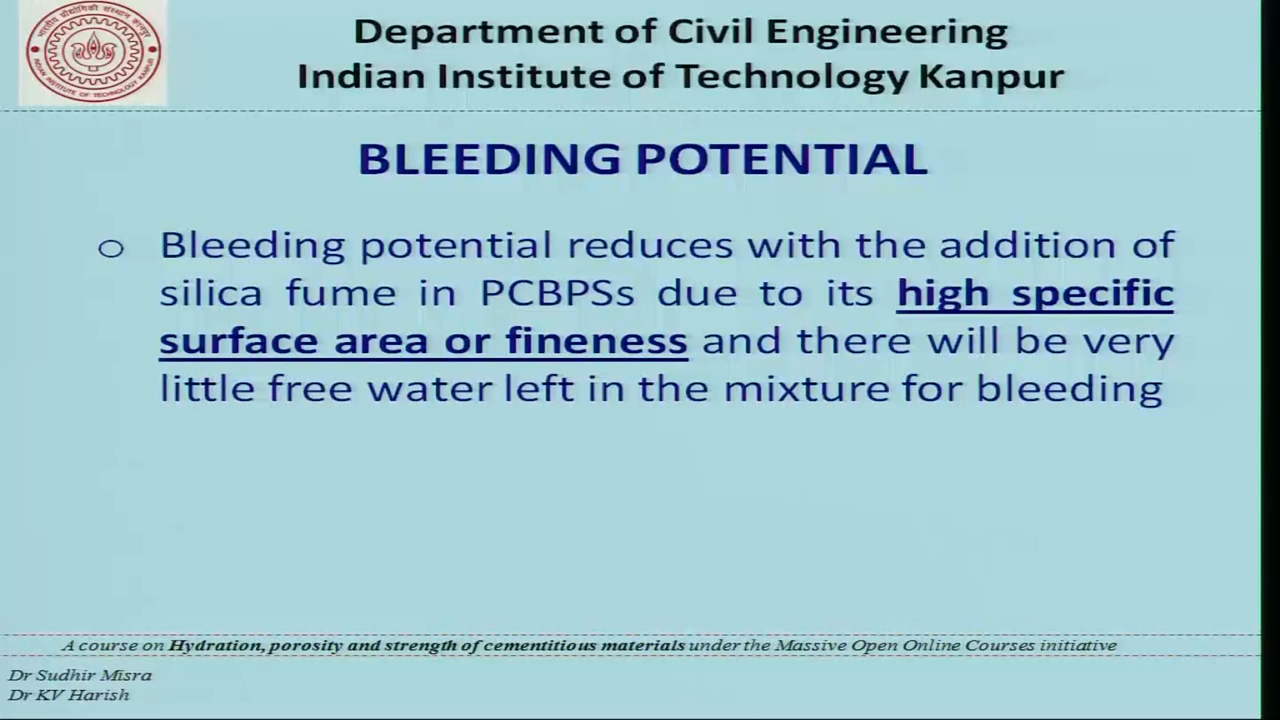 Department of Civil Engineering
Indian Institute of Technology Kanpur
BLEEDING POTENTIAL
o Bleeding potential reduces with the addition of
silica fume in PCBPSs due to its high specific
surface area or fineness and there will be very
little free water left in the mixture for bleeding
A course on Hydration, porosity and strength of cementitious materials under the Massive Open Online Courses initiative
Dr Sudhir Misra
Dr KV Harish